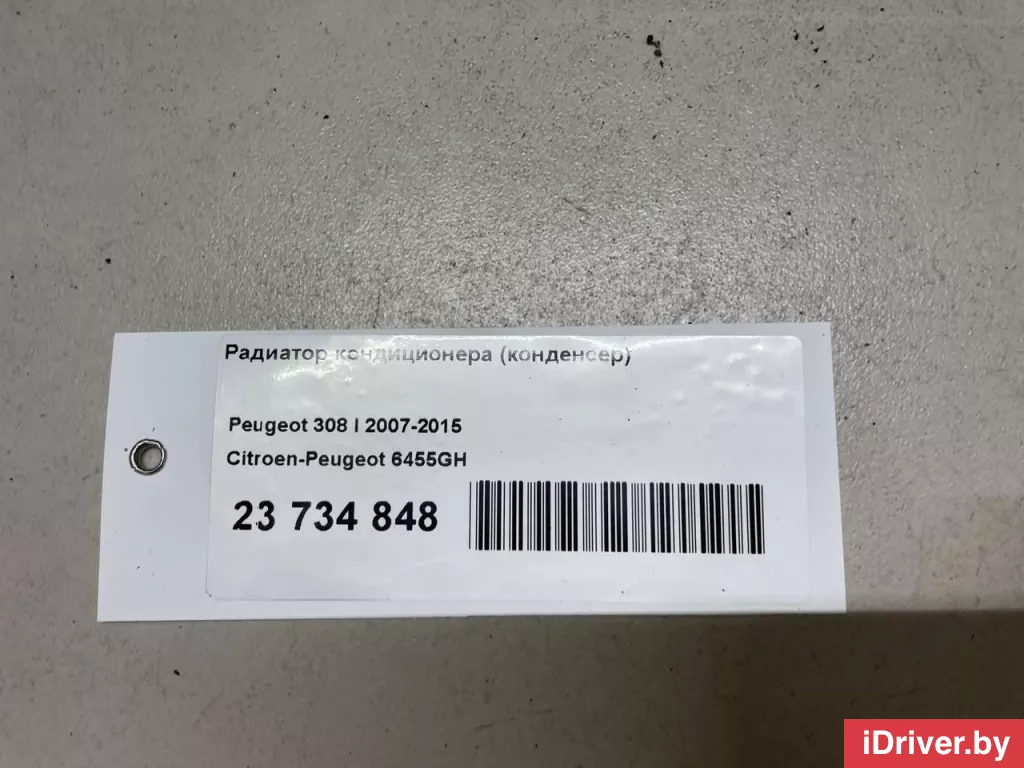 Радиатор кондиционера (конденсер)
Peugeot 308 I 2007-2015
Citroen-Peugeot 6455GH
23 734 848
iDriver.by